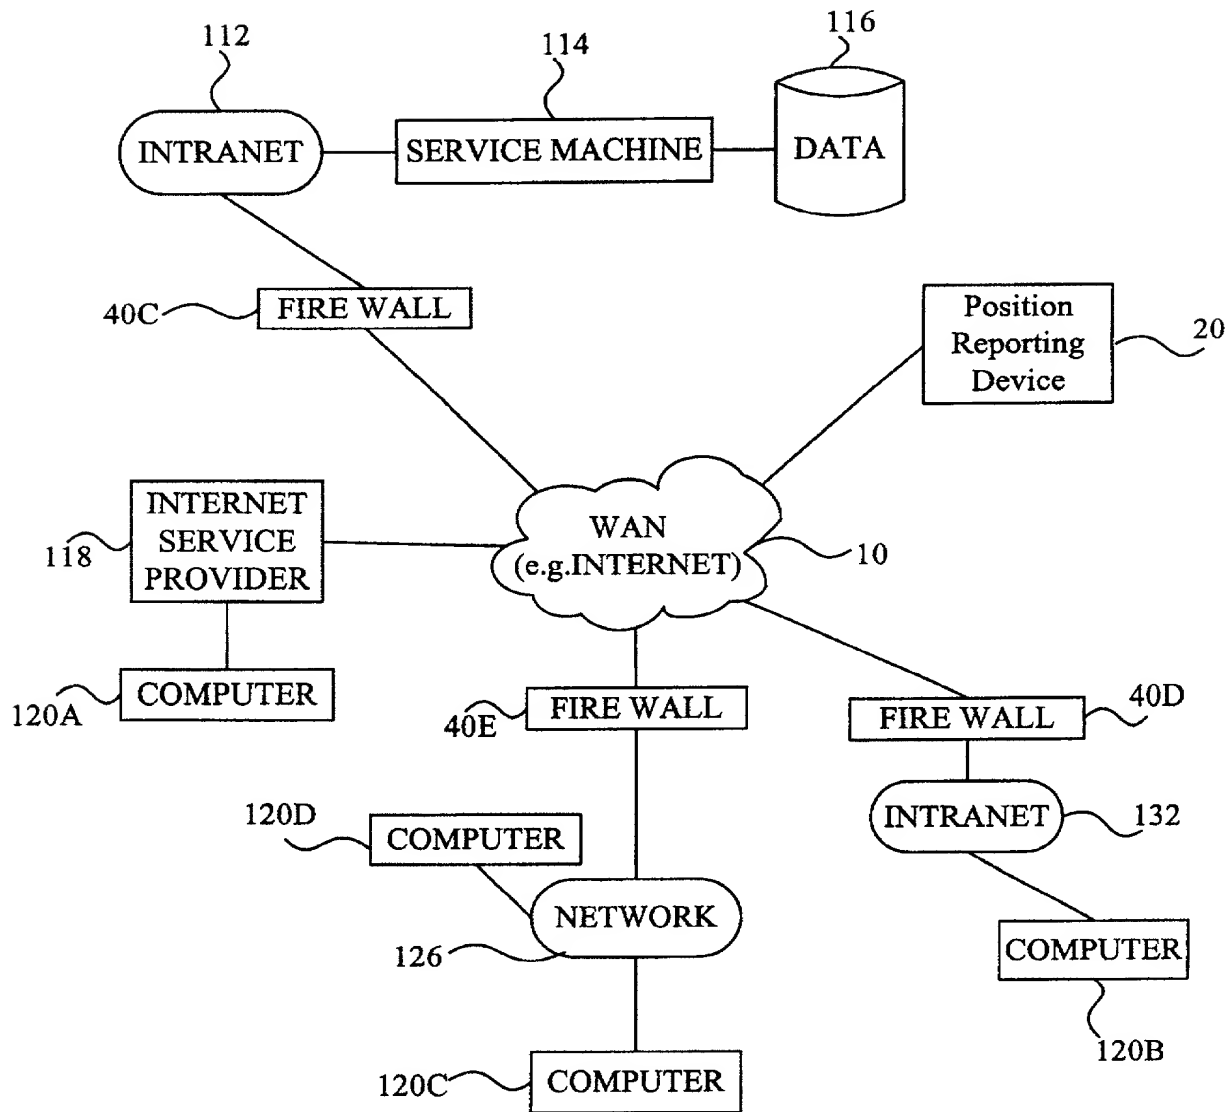 112
114
116
INTRANET
SERVICE MACHINE
DATA
40C
FIRE WALL
Position
Reporting
Device
20
INTERNET
SERVICE
PROVIDER
118
WAN
(e.g.INTERNET)
10
120A
COMPUTER
40E
FIRE WALL
FIRE WALL
40D
120D
COMPUTER
INTRANET
132
NETWORK
126
COMPUTER
120B
120C
COMPUTER